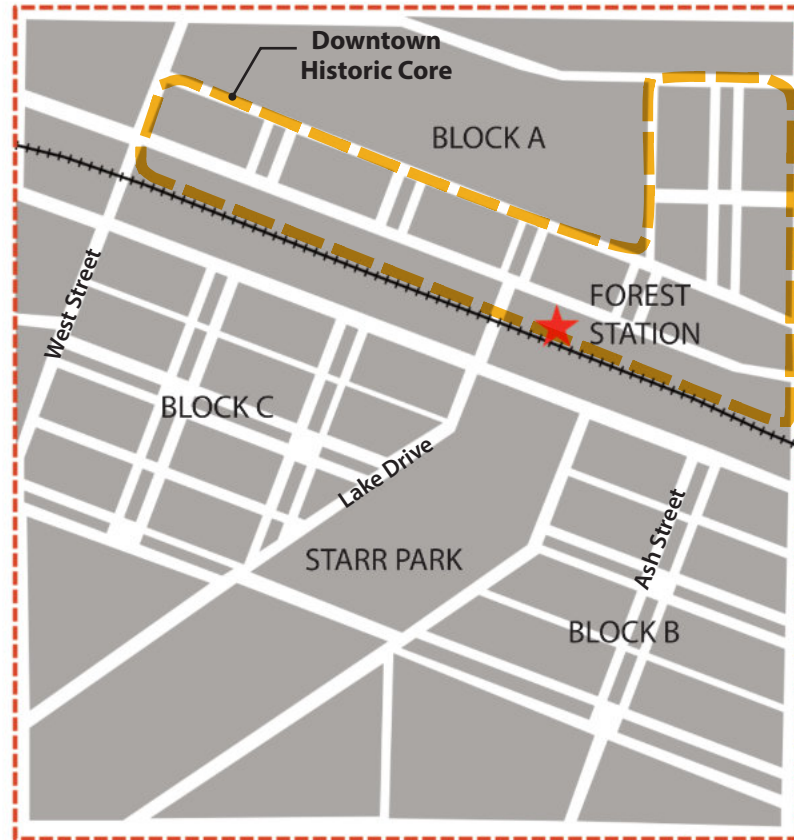 Downtown
Historic Core
BLOCK A
FOREST
STATION
West Street
BLOCK C
Lake Drive
Ash Street
STARR PARK
BLOCK B